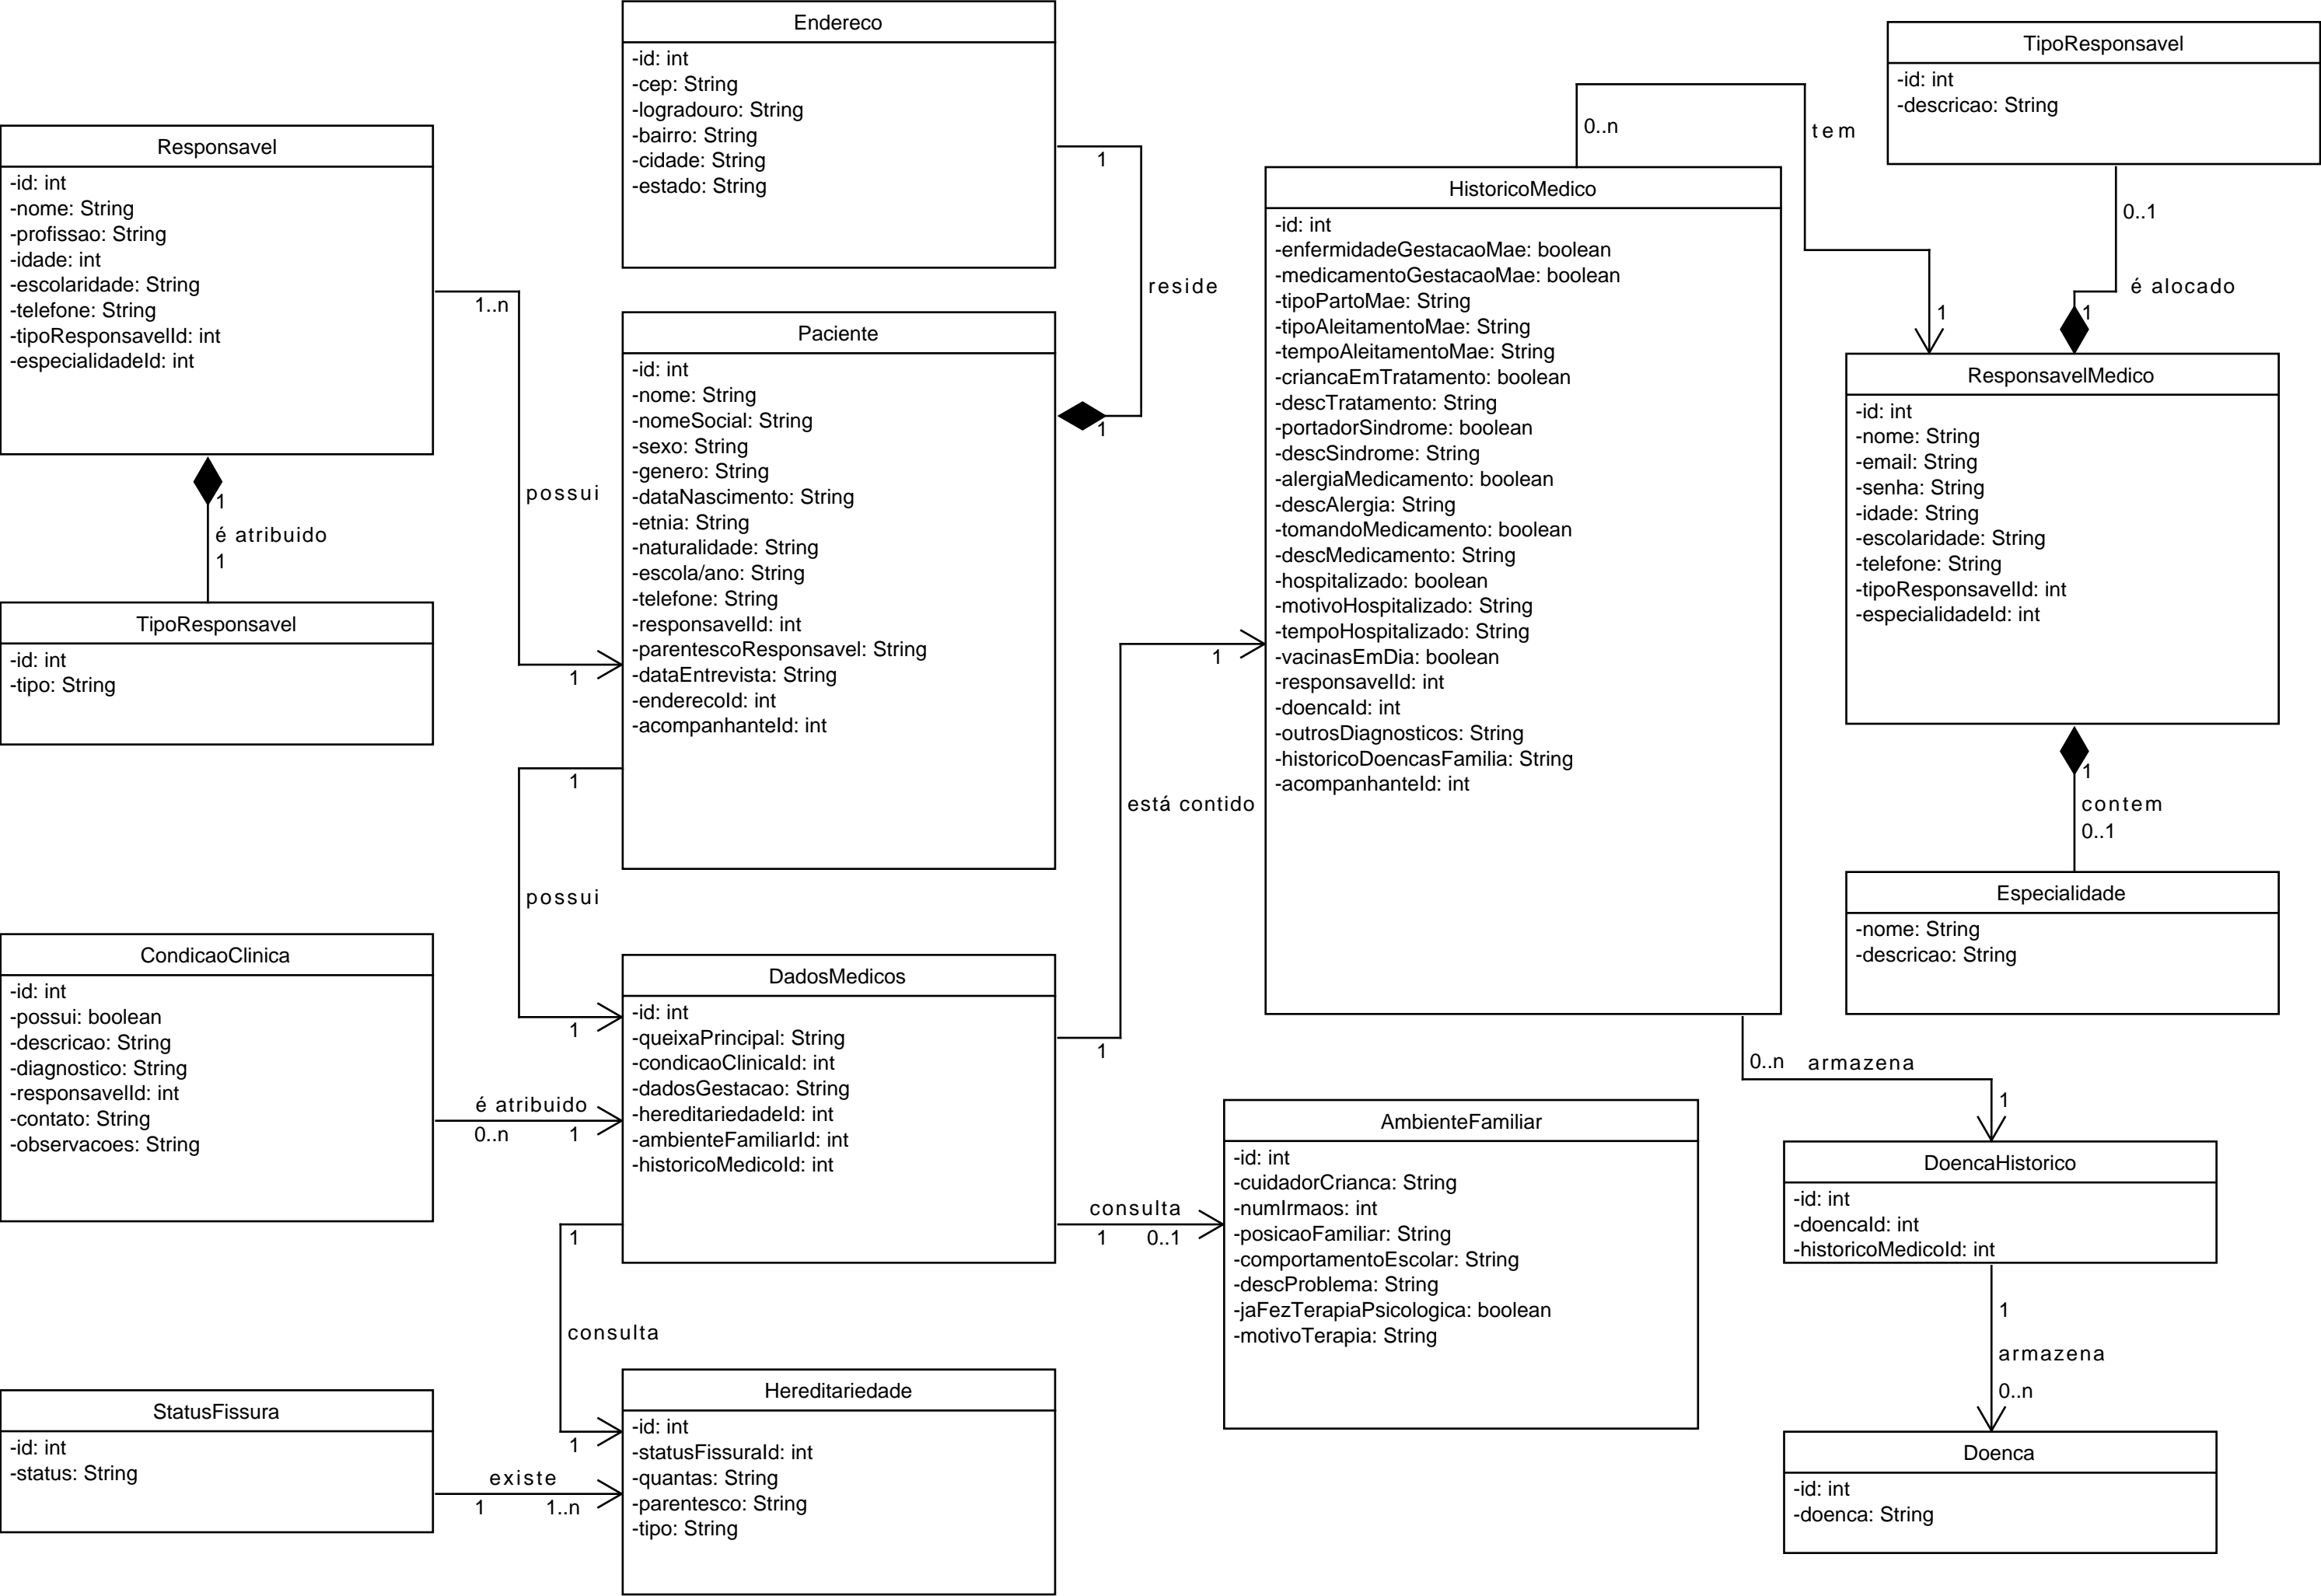 Endereco
-id: int
-cep: String
-logradouro: String
-bairro: String
-cidade: String
-estado: String
1
reside
1
Responsavel
-id: int
-nome: String
-profissao: String
-idade: int
-escolaridade: String
-telefone: String
-tipoResponsavelId: int
-especialidadeId: int
1..n
possui
1
1
é atribuido
1
TipoResponsavel
-id: int
-tipo: String
Paciente
-id: int
-nome: String
-nomeSocial: String
-sexo: String
-genero: String
-dataNascimento: String
-etnia: String
-naturalidade: String
-escola/ano: String
-telefone: String
-responsavelId: int
-parentescoResponsavel: String
-dataEntrevista: String
-enderecoId: int
-acompanhanteId: int
1
possui
1
CondicaoClinica
-id: int
-possui: boolean
-descricao: String
-diagnostico: String
-responsavelId: int
-contato: String
-observacoes: String
é atribuido
0..n 1
DadosMedicos
-id: int
-queixaPrincipal: String
-condicaoClinicaId: int
-dadosGestacao: String
-hereditariedadeId: int
-ambienteFamiliarId: int
-historicoMedicoId: int
1
está contido
1
consulta
1 0..1
1
consulta
1
StatusFissura
-id: int
-status: String
existe
1 1..n
Hereditariedade
-id: int
-statusFissuraId: int
-quantas: String
-parentesco: String
-tipo: String
HistoricoMedico
-id: int
-enfermidadeGestacaoMae: boolean
-medicamentoGestacaoMae: boolean
-tipoPartoMae: String
-tipoAleitamentoMae: String
-tempoAleitamentoMae: String
-criancaEmTratamento: boolean
-descTratamento: String
-portadorSindrome: boolean
-descSindrome: String
-alergiaMedicamento: boolean
-descAlergia: String
-tomandoMedicamento: boolean
-descMedicamento: String
-hospitalizado: boolean
-motivoHospitalizado: String
-tempoHospitalizado: String
-vacinasEmDia: boolean
-responsavelId: int
-doencaId: int
-outrosDiagnosticos: String
-historicoDoencasFamilia: String
-acompanhanteId: int
0..n
tem
1
TipoResponsavel
-id: int
-descricao: String
0..1
é alocado
1
ResponsavelMedico
-id: int
-nome: String
-email: String
-senha: String
-idade: String
-escolaridade: String
-telefone: String
-tipoResponsavelId: int
-especialidadeId: int
1
contem
0..1
Especialidade
-nome: String
-descricao: String
0..n armazena
1
AmbienteFamiliar
-id: int
-cuidadorCrianca: String
-numIrmaos: int
-posicaoFamiliar: String
-comportamentoEscolar: String
-descProblema: String
-jaFezTerapiaPsicologica: boolean
-motivoTerapia: String
DoencaHistorico
-id: int
-doencaId: int
-historicoMedicoId: int
1
armazena
0..n
Doenca
-id: int
-doenca: String